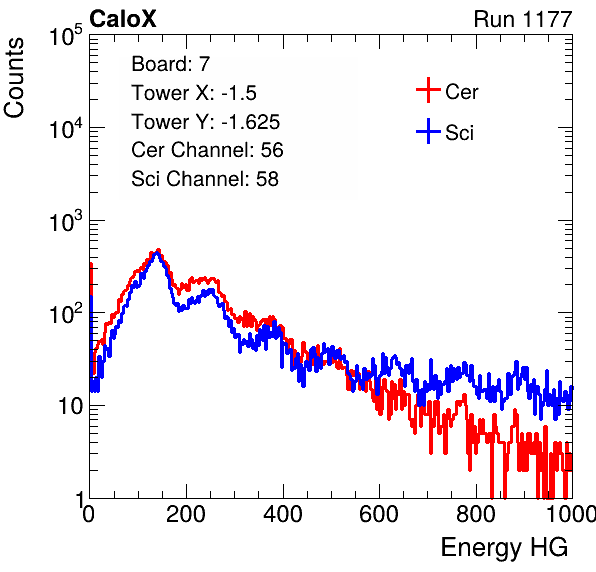 CaloX Run 1177
Counts
10^5
10^4
10^3
10^2
10
1
Board: 7
Tower X: -1.5
Tower Y: -1.625
Cer Channel: 56
Sci Channel: 58
Cer
Sci
0 200 400 600 800 1000
Energy HG